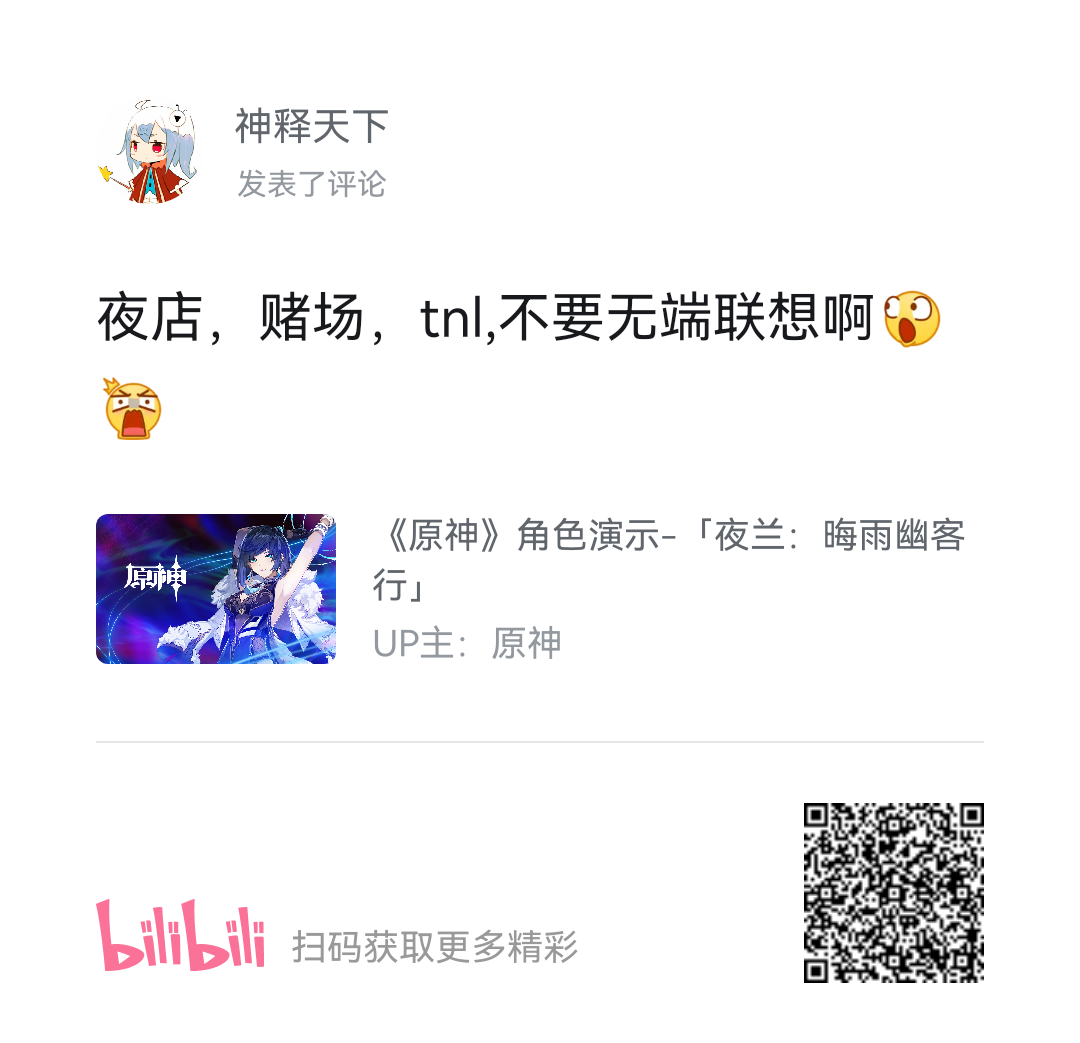 神释天下
发表了评论
夜店，赌场，tnl,不要无端联想啊
原神
《原神》角色演示-「夜兰：晦雨幽客
行」
UP主：原神
bilibili 扫码获取更多精彩